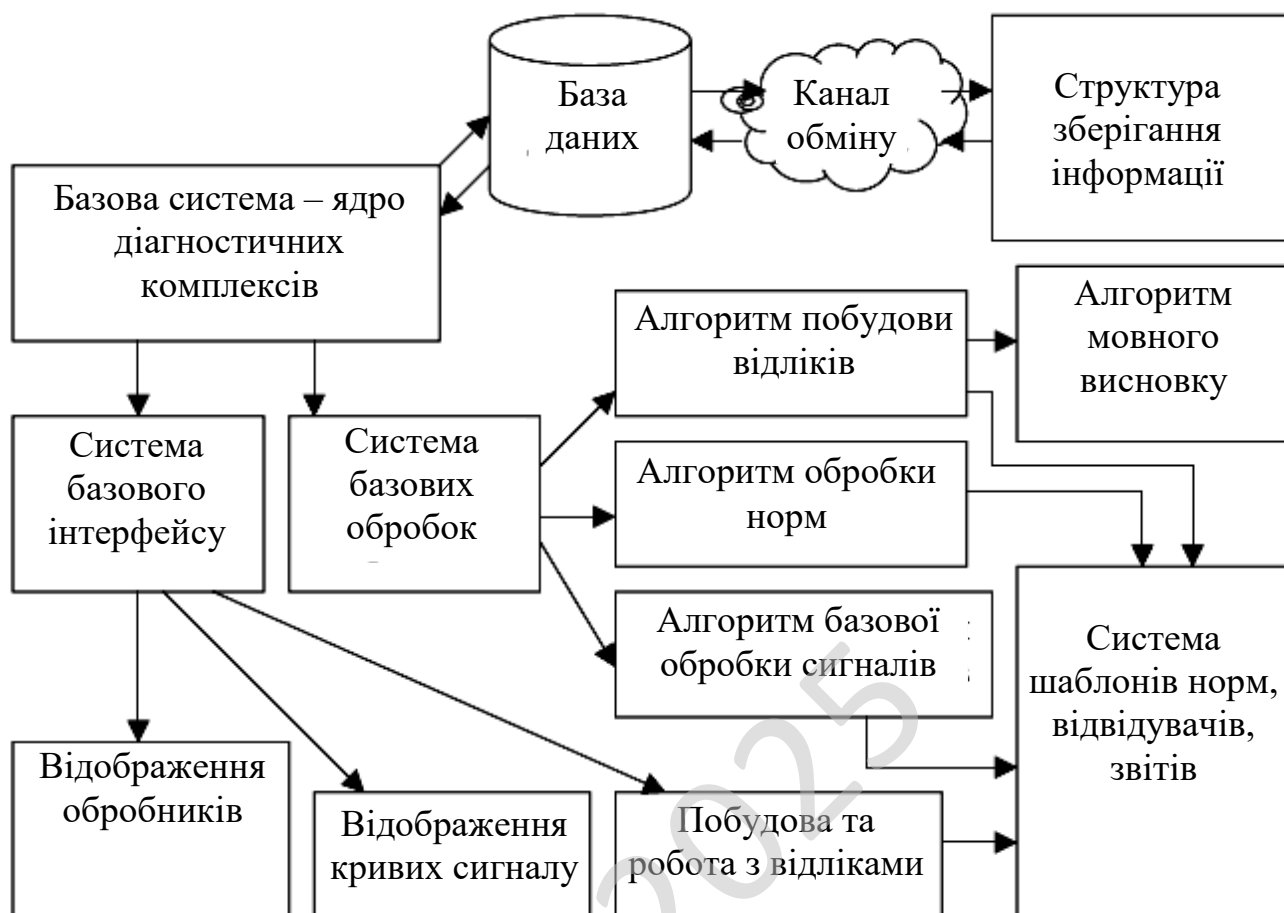 База
даних
Канал
обміну
Структура
зберігання
інформації
Базова система – ядро
діагностичних
комплексів
Алгоритм побудови
відліків
Алгоритм
мовного
висновку
Система
базового
інтерфейсу
Система
базових
обробок
Алгоритм обробки
норм
Алгоритм базової
обробки сигналів
Система
шаблонів норм,
відвідувачів,
звітів
Відображення
обробників
Відображення
кривих сигналу
Побудова та
робота з відліками
2025